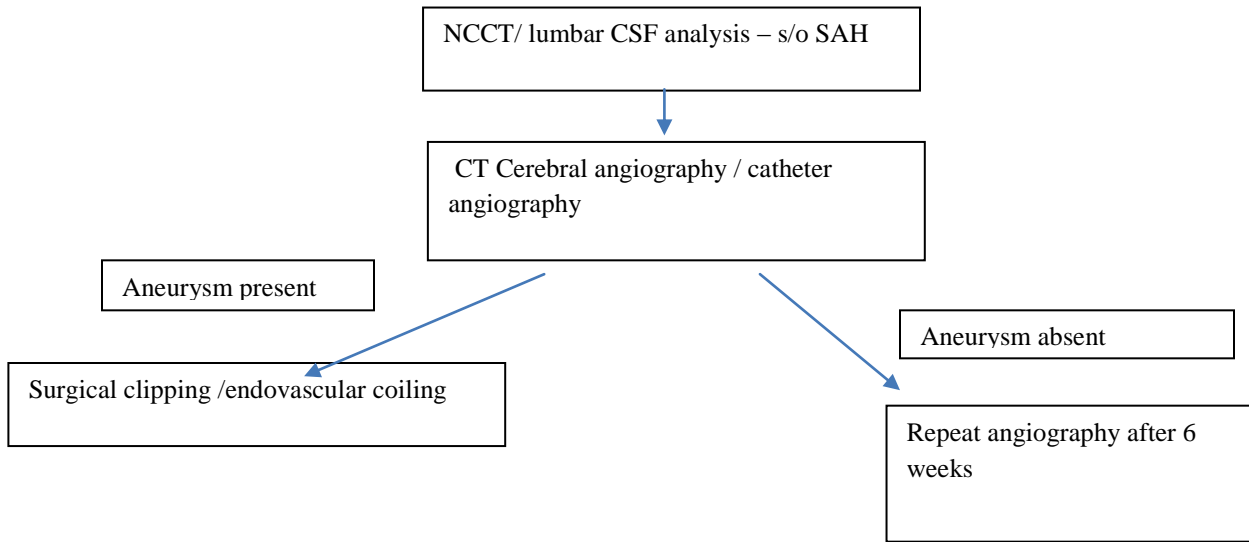 NCCT/ lumbar CSF analysis – s/o SAH
CT Cerebral angiography / catheter
angiography
Aneurysm present
Aneurysm absent
Surgical clipping /endovascular coiling
Repeat angiography after 6
weeks